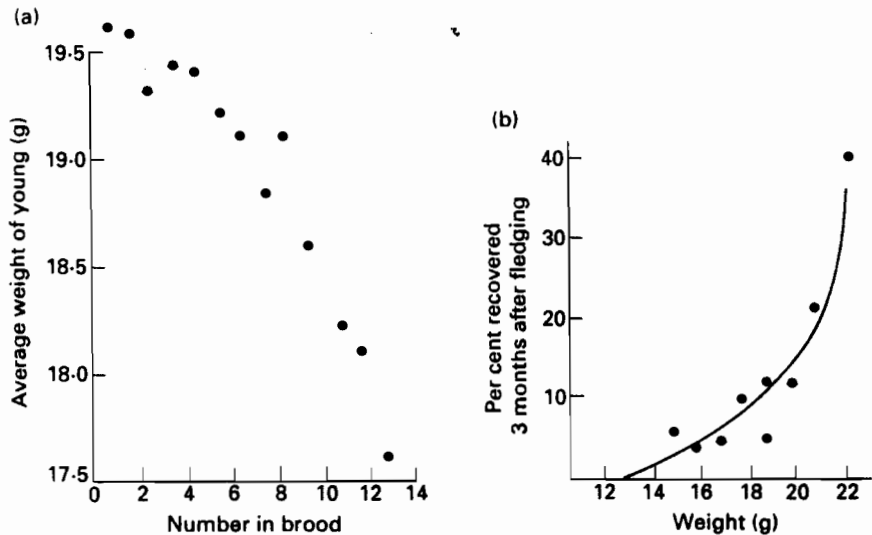 (a)
Average weight of young (g)
19·5
19·0
18·5
18·0
17·5
0 2 4 6 8 10 12 14
Number in brood
(b)
Per cent recovered
3 months after fledging
40
30
20
10
12 14 16 18 20 22
Weight (g)